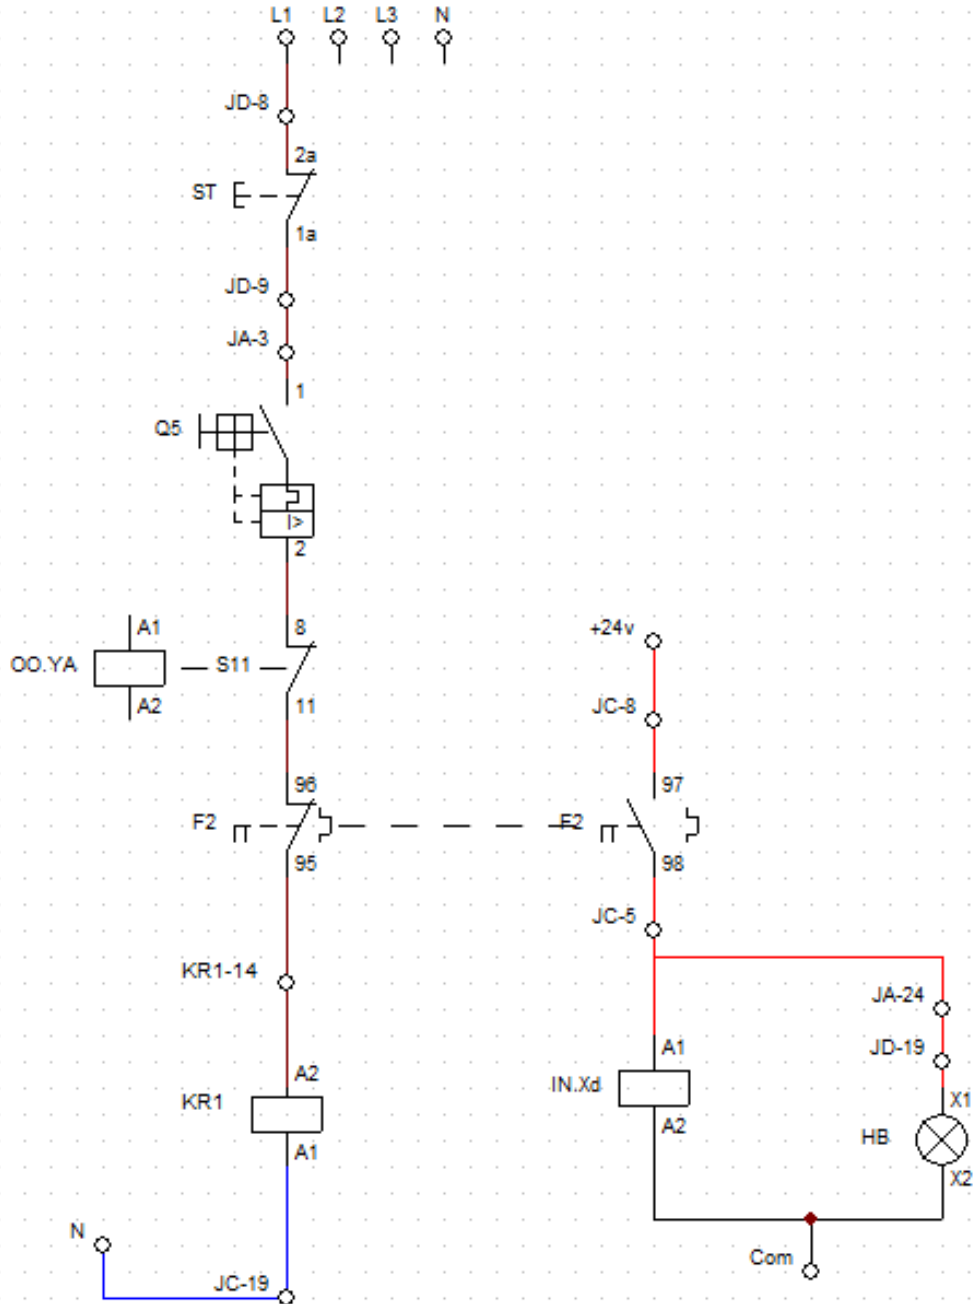 L1 L2 L3 N
JD-8
2a
ST
1a
JD-9
JA-3
1
Q5
I>
2
8
A1
OO.YA S11
A2
11
96
F2
95
KR1-14
A2
KR1
A1
N
JC-19
+24v
JC-8
97
F2
98
JC-5
JA-24
JD-19
A1
IN.Xd
A2
X1
HB
X2
Com